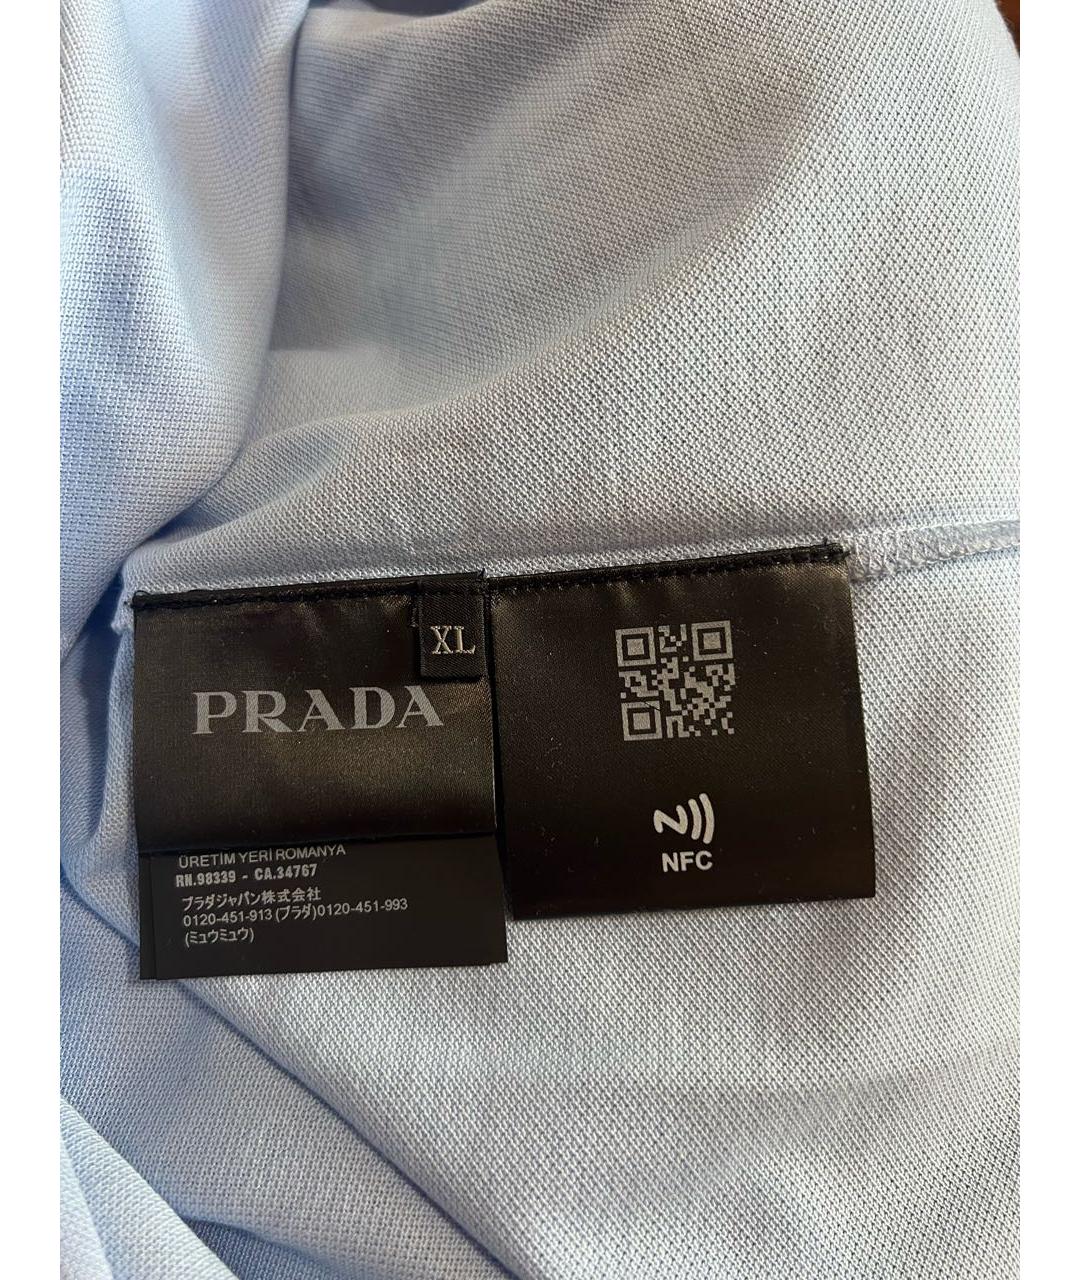 XL
PRADA
ÜRETİM YERİ ROMANYA
RN.98339 - CA.34767
プラダジャパン株式会社
0120-451-913 (プラダ)0120-451-993
(ミュウミュウ)
NFC